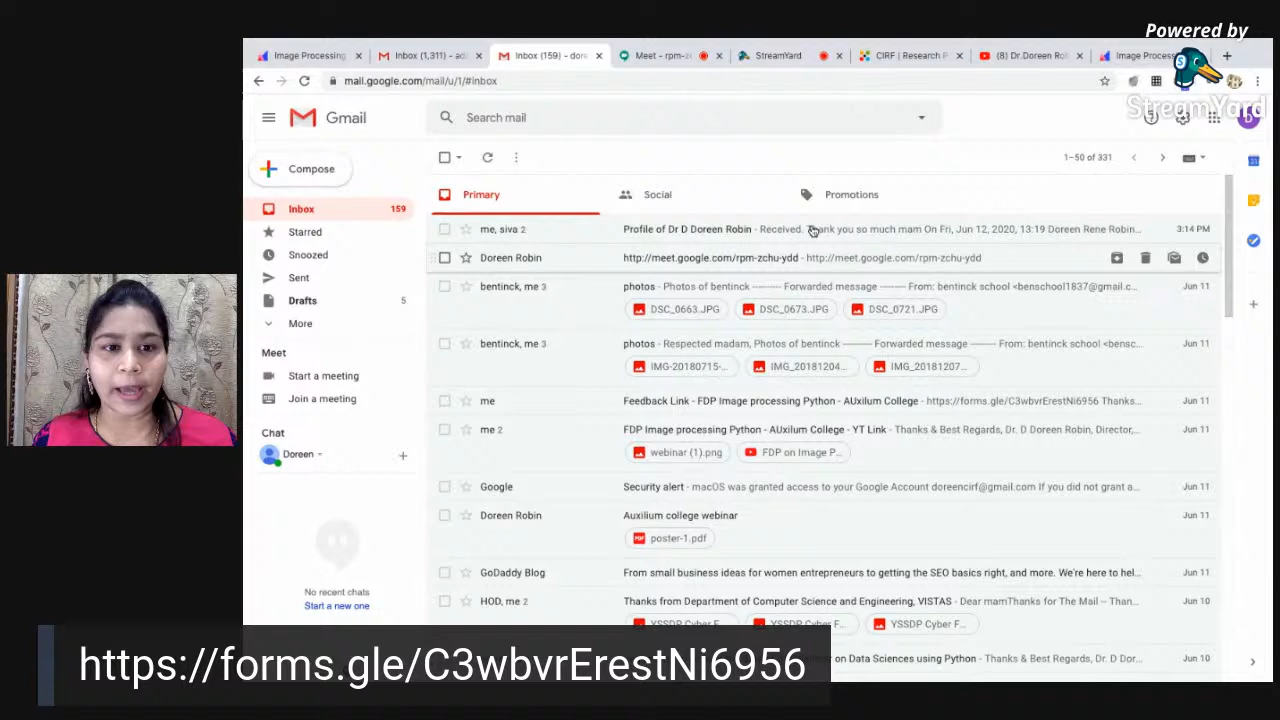 Powered by
StreamYard
Image Processing
Inbox (1,311) - ad
Inbox (159) - dore
Meet - rpm-z
StreamYard
CIRF | Research P
(8) Dr.Doreen Ro
Image Proce
mail.google.com/mail/u/1/#inbox
Gmail
Search mail
D
Compose
1–50 of 331
Primary
Social
Promotions
Inbox 159
Starred
Snoozed
Sent
Drafts 5
More
Meet
Start a meeting
Join a meeting
Chat
Doreen
No recent chats
Start a new one
me, siva 2 Profile of Dr D Doreen Robin - Received. Thank you so much mam On Fri, Jun 12, 2020, 13:19 Doreen Rene Robin... 3:14 PM
Doreen Robin http://meet.google.com/rpm-zchu-ydd - http://meet.google.com/rpm-zchu-ydd
bentinck, me 3 photos - Photos of bentinck ---------- Forwarded message --------- From: bentinck school <benschool1837@gmail.c... Jun 11
DSC_0663.JPG DSC_0673.JPG DSC_0721.JPG
bentinck, me 3 photos - Respected madam, Photos of bentinck ---------- Forwarded message --------- From: bentinck school <bensc... Jun 11
IMG-20180715-... IMG_20181204... IMG_20181207...
me Feedback Link - FDP Image processing Python - AUxilum College - https://forms.gle/C3wbvrErestNi6956 Thanks... Jun 11
me 2 FDP Image processing Python - AUxilum College - YT Link - Thanks & Best Regards, Dr. D Doreen Robin, Director,... Jun 11
webinar (1).png FDP on Image P...
Google Security alert - macOS was granted access to your Google Account doreencirf@gmail.com If you did not grant a... Jun 11
Doreen Robin Auxilium college webinar Jun 11
poster-1.pdf
GoDaddy Blog From small business ideas for women entrepreneurs to getting the SEO basics right, and more. We're here to hel... Jun 11
HOD, me 2 Thanks from Department of Computer Science and Engineering, VISTAS - Dear mamThanks for The Mail -- Than... Jun 10
YSSDP Cyber F... YSSDP Cyber F... YSSDP Cyber F...
on Data Sciences using Python - Thanks & Best Regards, Dr. D Dor... Jun 10
https://forms.gle/C3wbvrErestNi6956